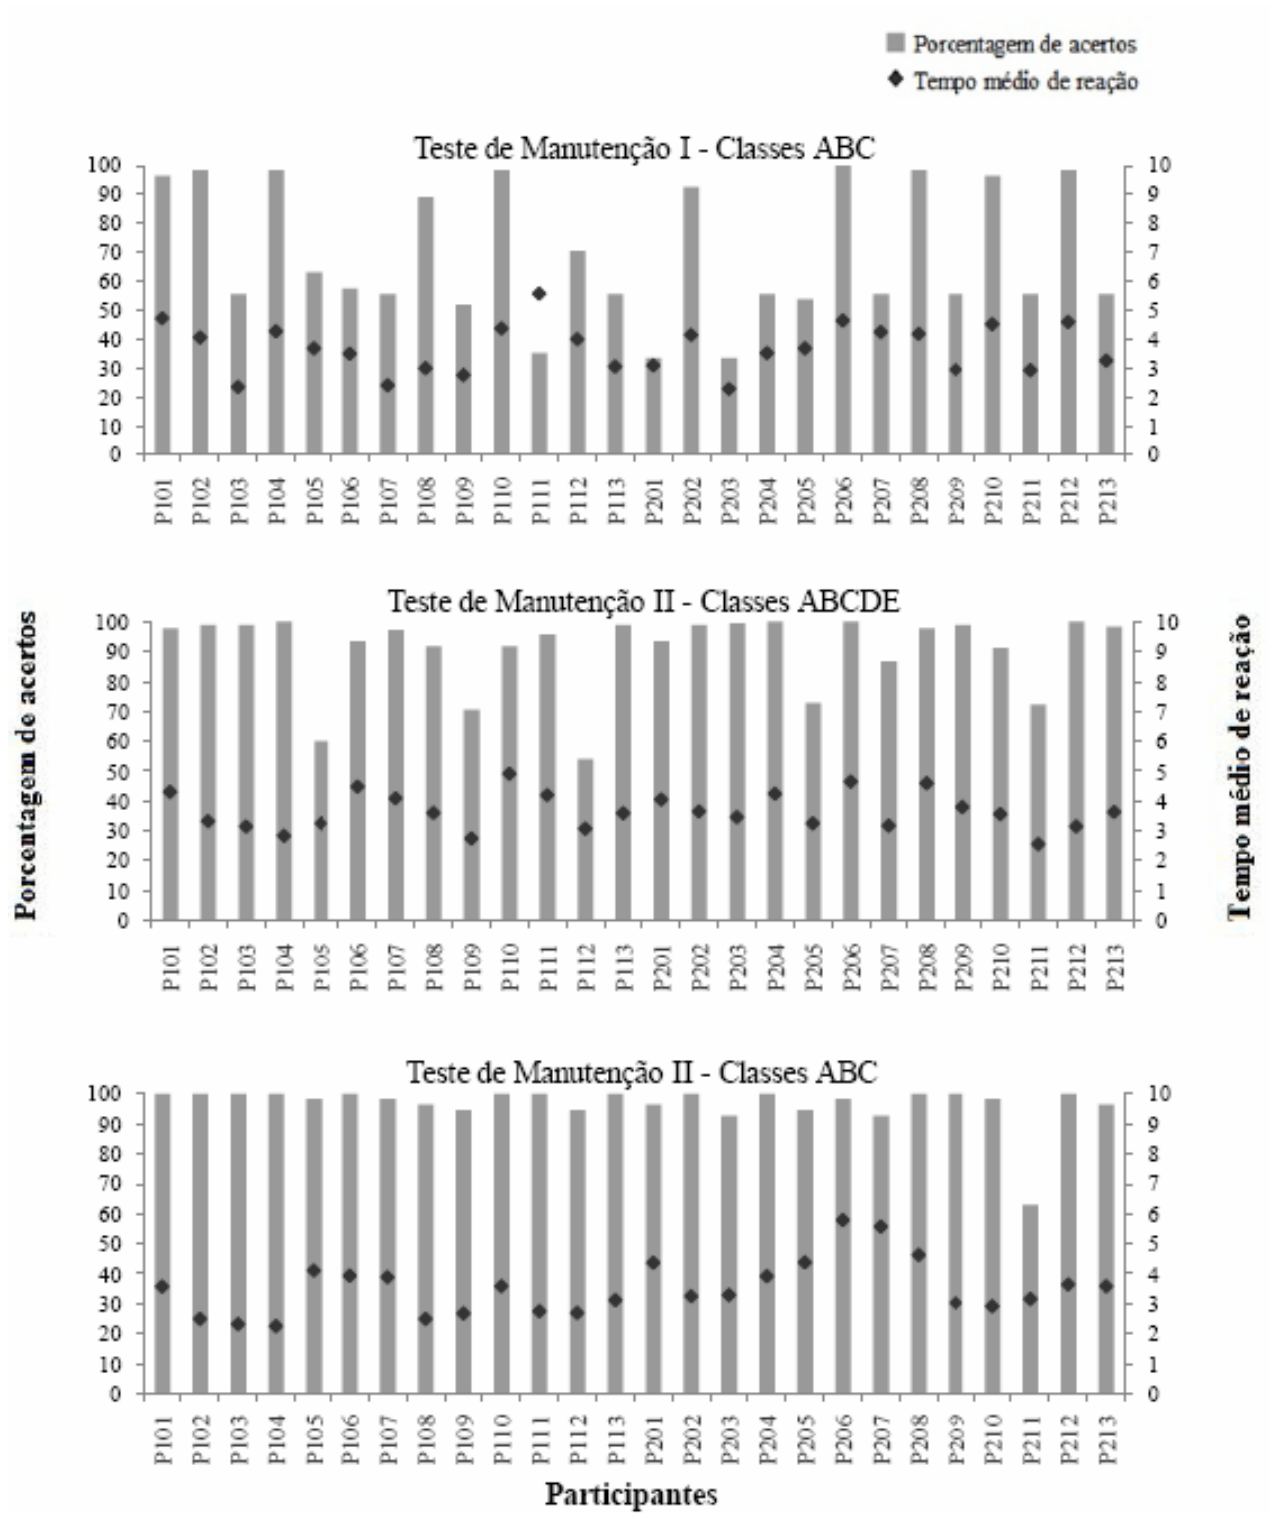 Porcentagem de acertos
Tempo médio de reação
Teste de Manutenção I - Classes ABC
100 90 80 70 60 50 40 30 20 10 0
10 9 8 7 6 5 4 3 2 1 0
P101 P102 P103 P104 P105 P106 P107 P108 P109 P110 P111 P112 P113 P201 P202 P203 P204 P205 P206 P207 P208 P209 P210 P211 P212 P213
Porcentagem de acertos
Teste de Manutenção II - Classes ABCDE
100 90 80 70 60 50 40 30 20 10 0
10 9 8 7 6 5 4 3 2 1 0
Tempo médio de reação
P101 P102 P103 P104 P105 P106 P107 P108 P109 P110 P111 P112 P113 P201 P202 P203 P204 P205 P206 P207 P208 P209 P210 P211 P212 P213
Teste de Manutenção II - Classes ABC
100 90 80 70 60 50 40 30 20 10 0
10 9 8 7 6 5 4 3 2 1 0
P101 P102 P103 P104 P105 P106 P107 P108 P109 P110 P111 P112 P113 P201 P202 P203 P204 P205 P206 P207 P208 P209 P210 P211 P212 P213
Participantes